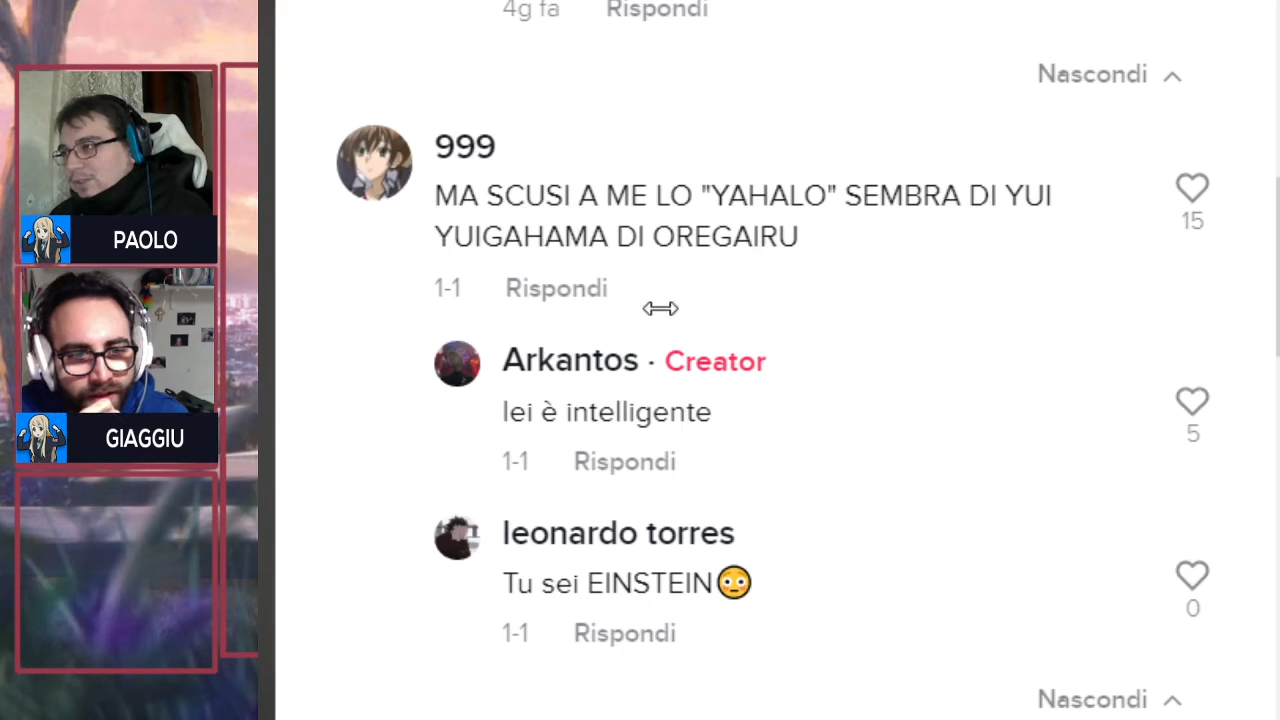 4g fa Rispondi
Nascondi
999
MA SCUSI A ME LO "YAHALO" SEMBRA DI YUI
YUIGAHAMA DI OREGAIRU
15
1-1 Rispondi
Arkantos · Creator
lei è intelligente
5
1-1 Rispondi
leonardo torres
Tu sei EINSTEIN😳
0
1-1 Rispondi
Nascondi
PAOLO
GIAGGIU